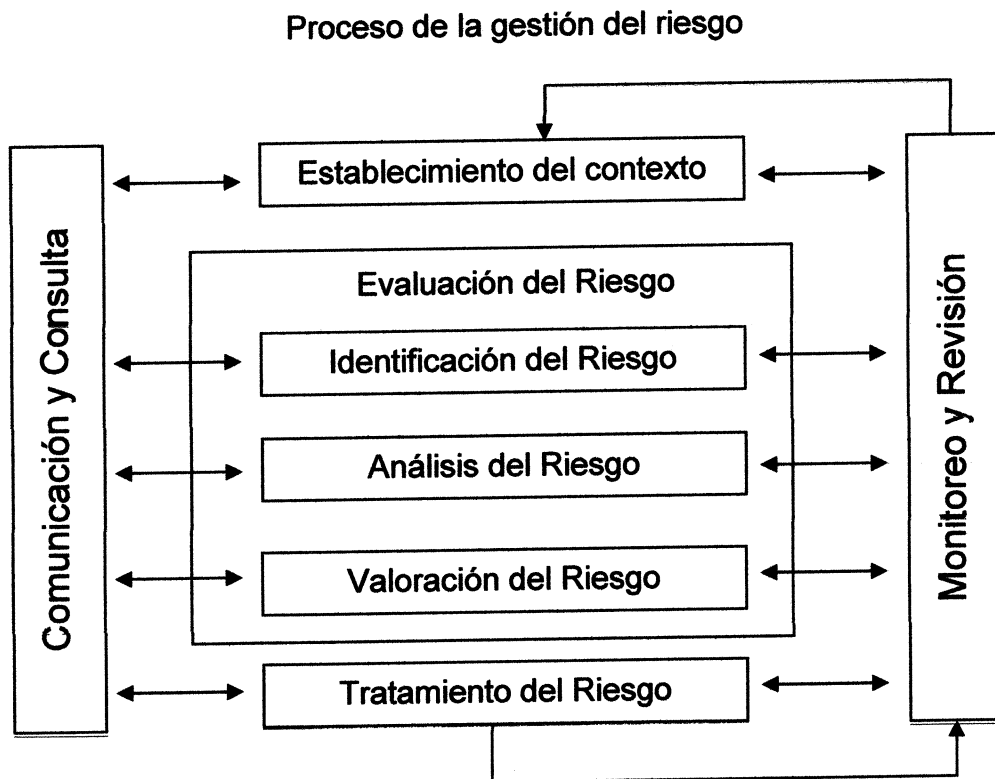 Proceso de la gestión del riesgo
Establecimiento del contexto
Evaluación del Riesgo
Identificación del Riesgo
Análisis del Riesgo
Valoración del Riesgo
Tratamiento del Riesgo
Comunicación y Consulta
Monitoreo y Revisión